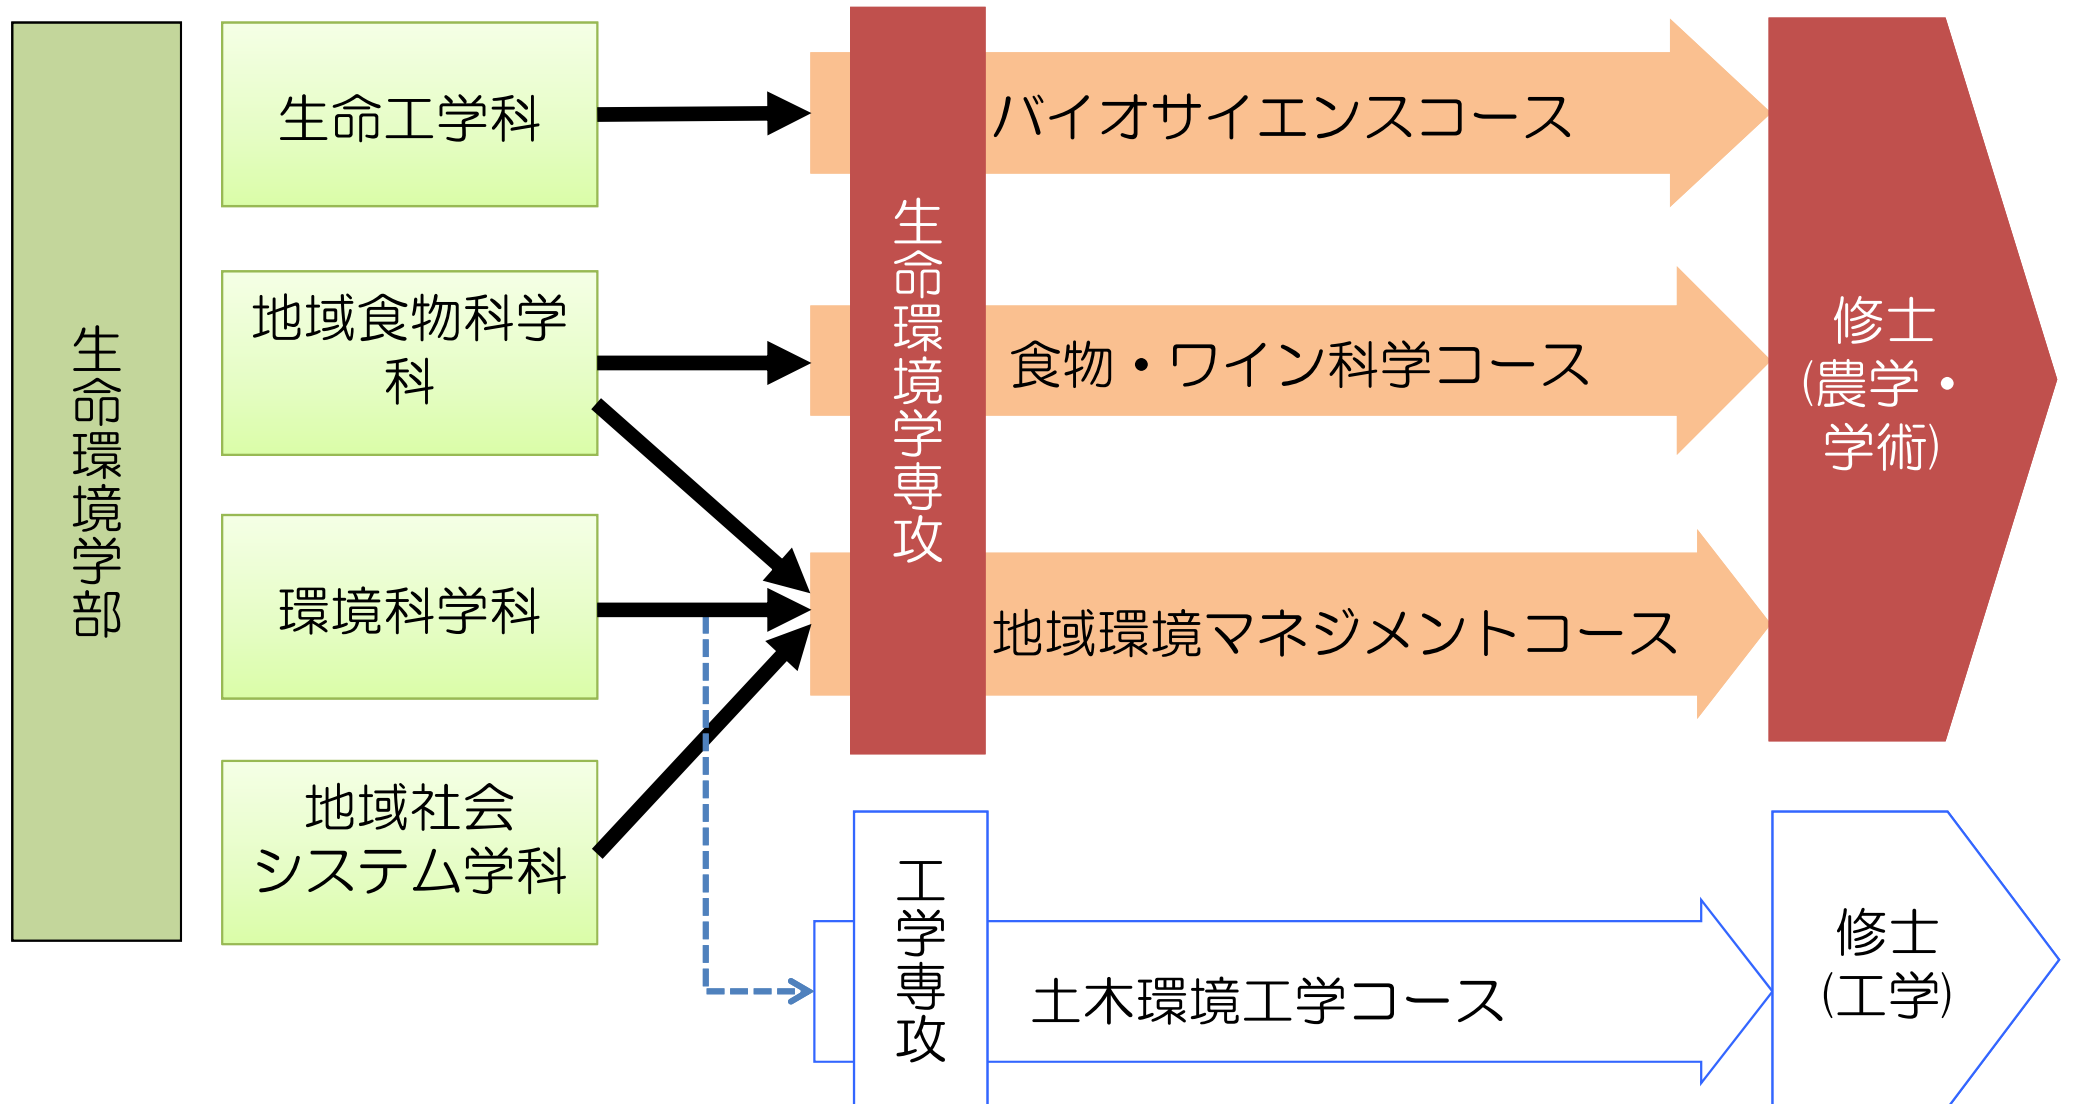 生命環境学部
生命工学科
地域食物科学
科
環境科学科
地域社会
システム学科
生命環境学専攻
バイオサイエンスコース
食物・ワイン科学コース
地域環境マネジメントコース
修士
(農学・
学術)
工学専攻
土木環境工学コース
修士
(工学)